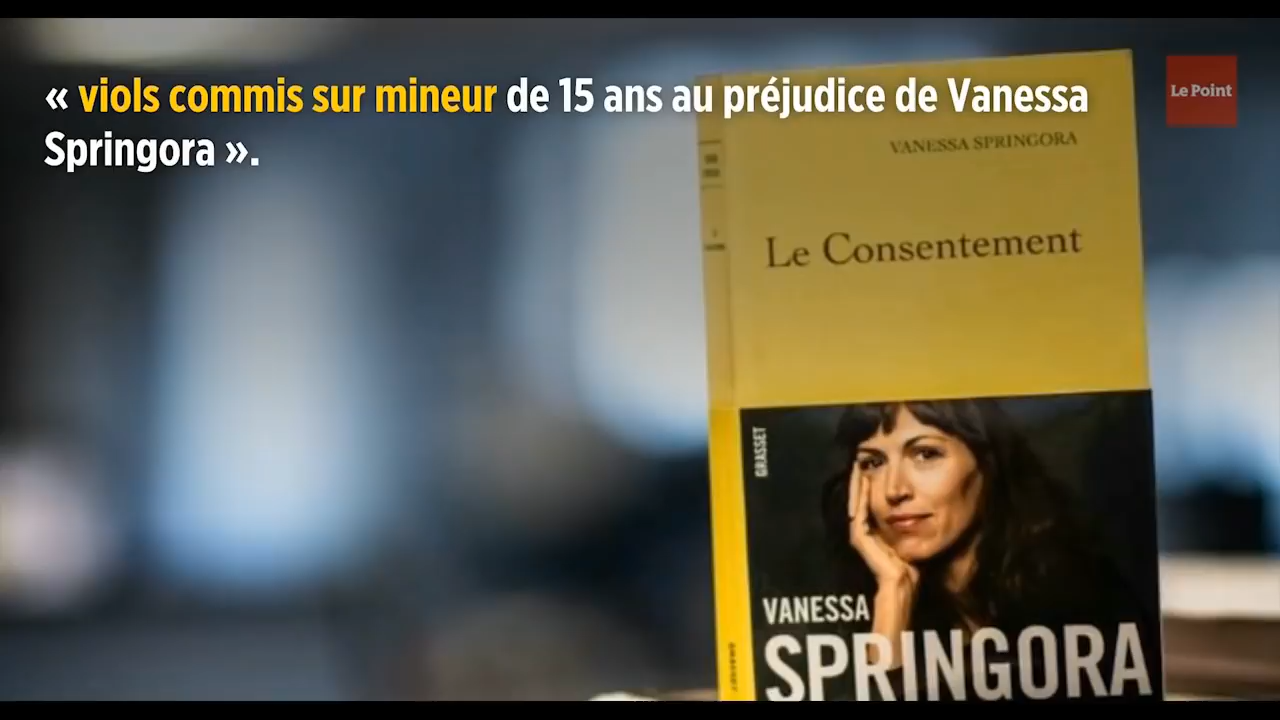 « viols commis sur mineur de 15 ans au préjudice de Vanessa
Springora ».
Le Point
VANESSA SPRINGORA
Le Consentement
GRASSET
VANESSA
SPRINGORA